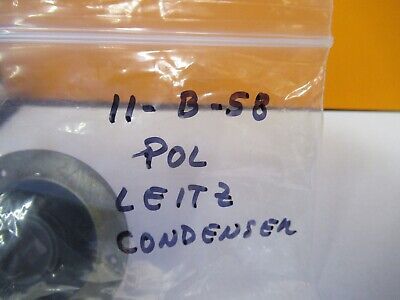 11-B-58
POL
LEITZ
CONDENSER